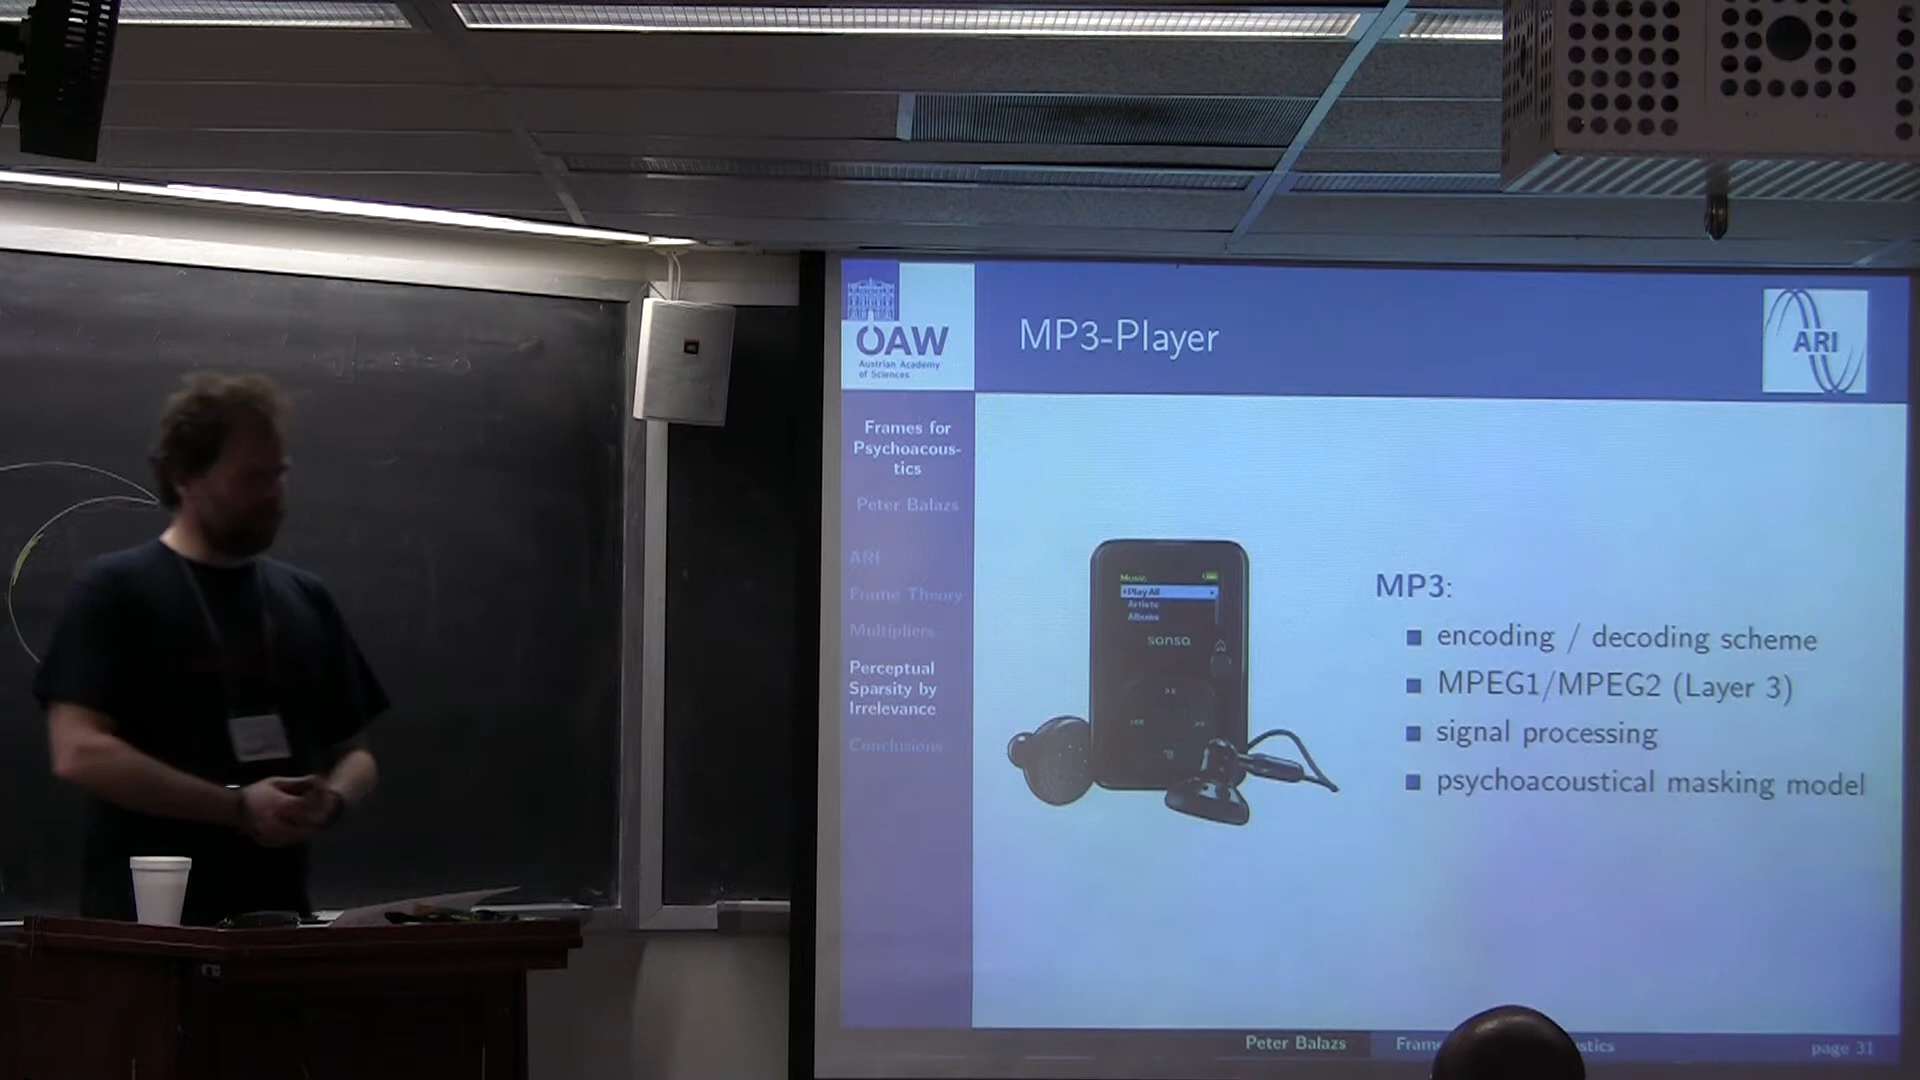 OAW
Austrian Academy
of Sciences
MP3-Player
ARI
Frames for
Psychoacous-
tics
Peter Balazs
ARI
Frame Theory
Multipliers
Perceptual
Sparsity by
Irrelevance
Conclusions
Music
Play All
Artists
Albums
sansa
MP3:
encoding / decoding scheme
MPEG1/MPEG2 (Layer 3)
signal processing
psychoacoustical masking model
Peter Balazs
page 31